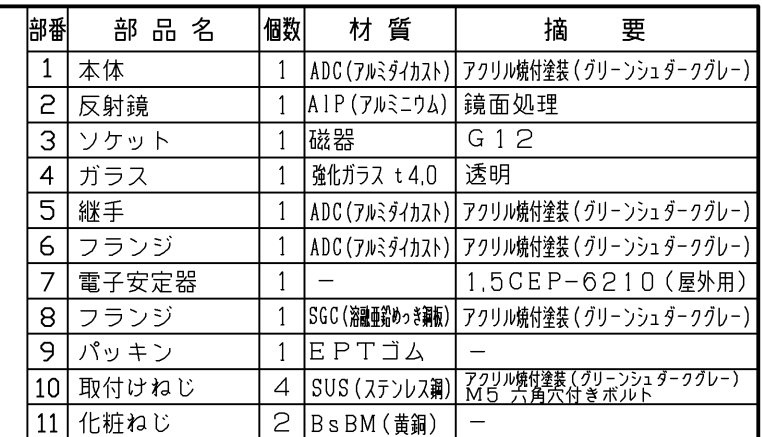 部番 部品名 個数 材質 摘要
1 本体 1 ADC(アルミダイカスト) アクリル焼付塗装(グリーンシュダークグレー)
2 反射鏡 1 A1P(アルミニウム) 鏡面処理
3 ソケット 1 磁器 G12
4 ガラス 1 強化ガラス t4.0 透明
5 継手 1 ADC(アルミダイカスト) アクリル焼付塗装(グリーンシュダークグレー)
6 フランジ 1 ADC(アルミダイカスト) アクリル焼付塗装(グリーンシュダークグレー)
7 電子安定器 1 − 1.5CEP−6210(屋外用)
8 フランジ 1 SGC(溶融亜鉛めっき鋼板) アクリル焼付塗装(グリーンシュダークグレー)
9 パッキン 1 EPTゴム −
10 取付けねじ 4 SUS(ステンレス鋼) アクリル焼付塗装(グリーンシュダークグレー)
M5 六角穴付きボルト
11 化粧ねじ 2 BsBM(黄銅) −